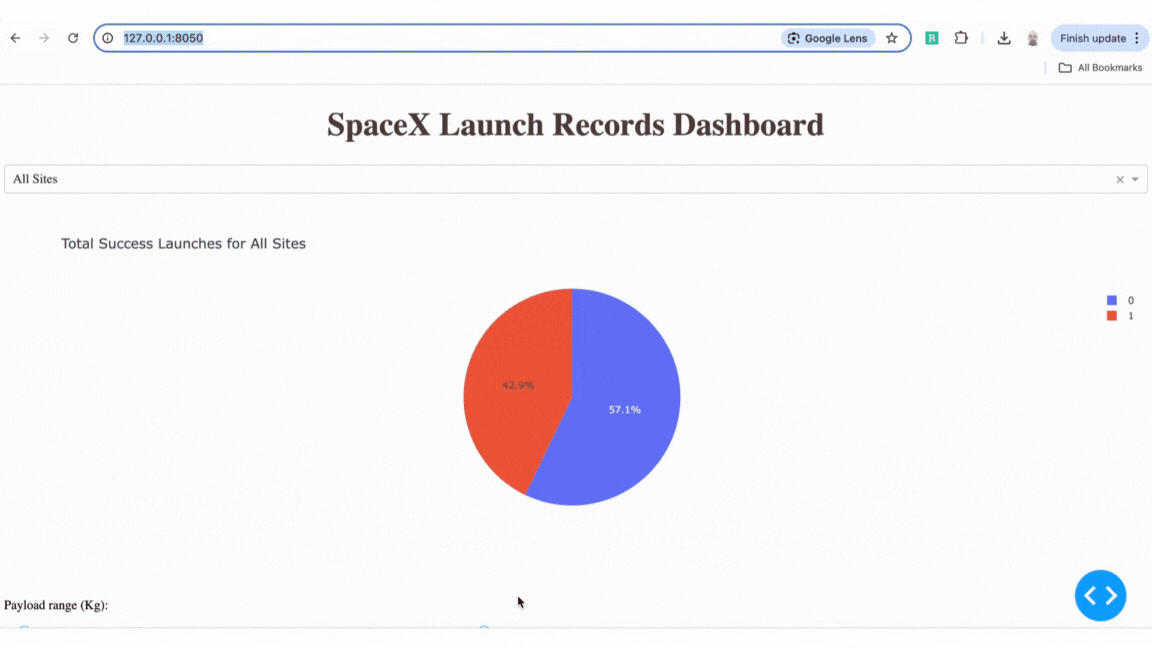 127.0.0.1:8050
Google Lens
R
Finish update
All Bookmarks
SpaceX Launch Records Dashboard
All Sites
Total Success Launches for All Sites
0
1
42.9%
57.1%
Payload range (Kg):